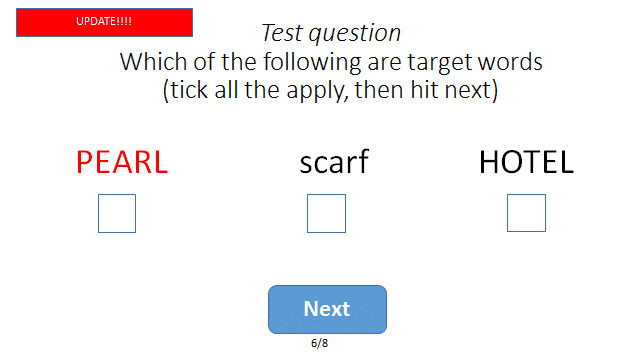 UPDATE!!!!
Test question
Which of the following are target words
(tick all the apply, then hit next)
PEARL scarf HOTEL
Next
6/8